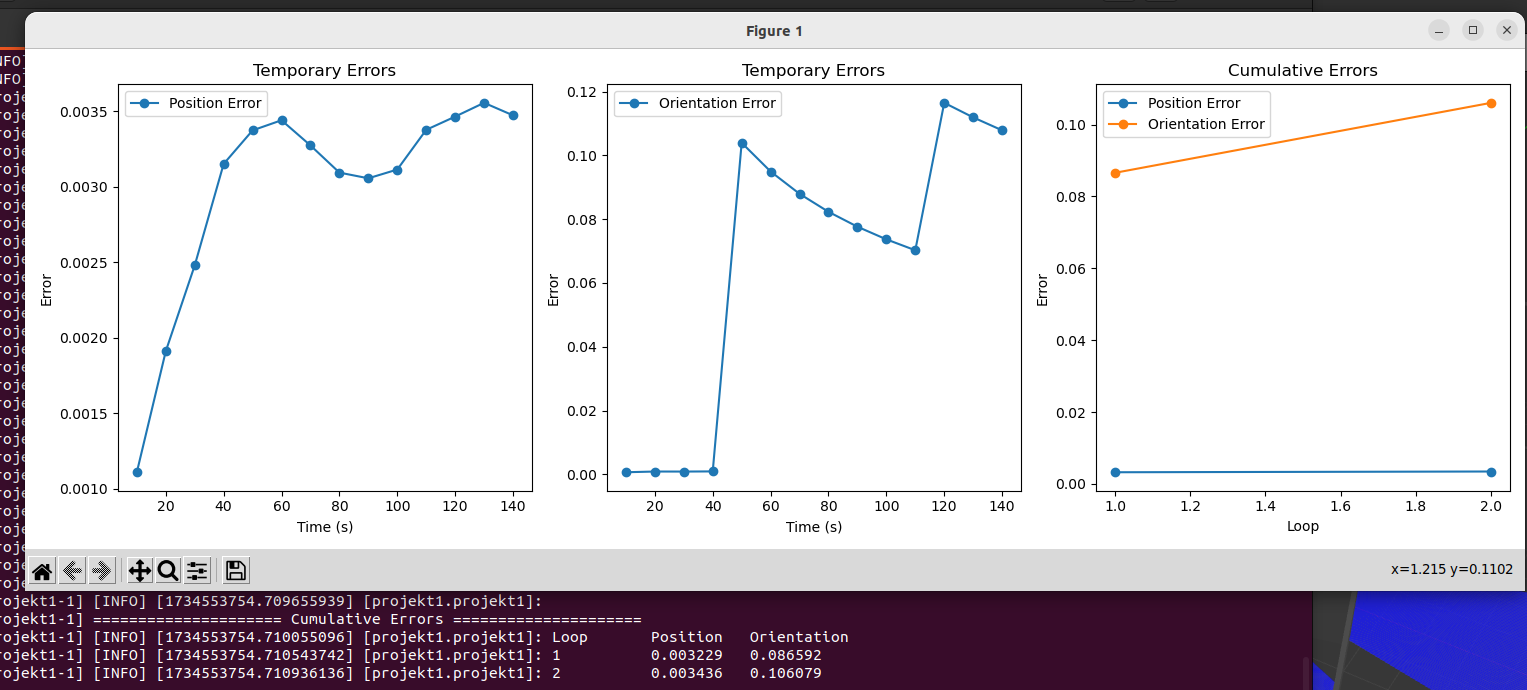 Figure 1
Temporary Errors
Position Error
0.0035
0.0030
0.0025
0.0020
0.0015
0.0010
Error
20 40 60 80 100 120 140
Time (s)
Temporary Errors
Orientation Error
0.12
0.10
0.08
0.06
0.04
0.02
0.00
Error
20 40 60 80 100 120 140
Time (s)
Cumulative Errors
Position Error
Orientation Error
0.10
0.08
0.06
0.04
0.02
0.00
Error
1.0 1.2 1.4 1.6 1.8 2.0
Loop
x=1.215 y=0.1102
rojekt1-1] [INFO] [1734553754.709655939] [projekt1.projekt1]:
rojekt1-1] ===================== Cumulative Errors =====================
rojekt1-1] [INFO] [1734553754.710055096] [projekt1.projekt1]: Loop Position Orientation
rojekt1-1] [INFO] [1734553754.710543742] [projekt1.projekt1]: 1 0.003229 0.086592
rojekt1-1] [INFO] [1734553754.710936136] [projekt1.projekt1]: 2 0.003436 0.106079